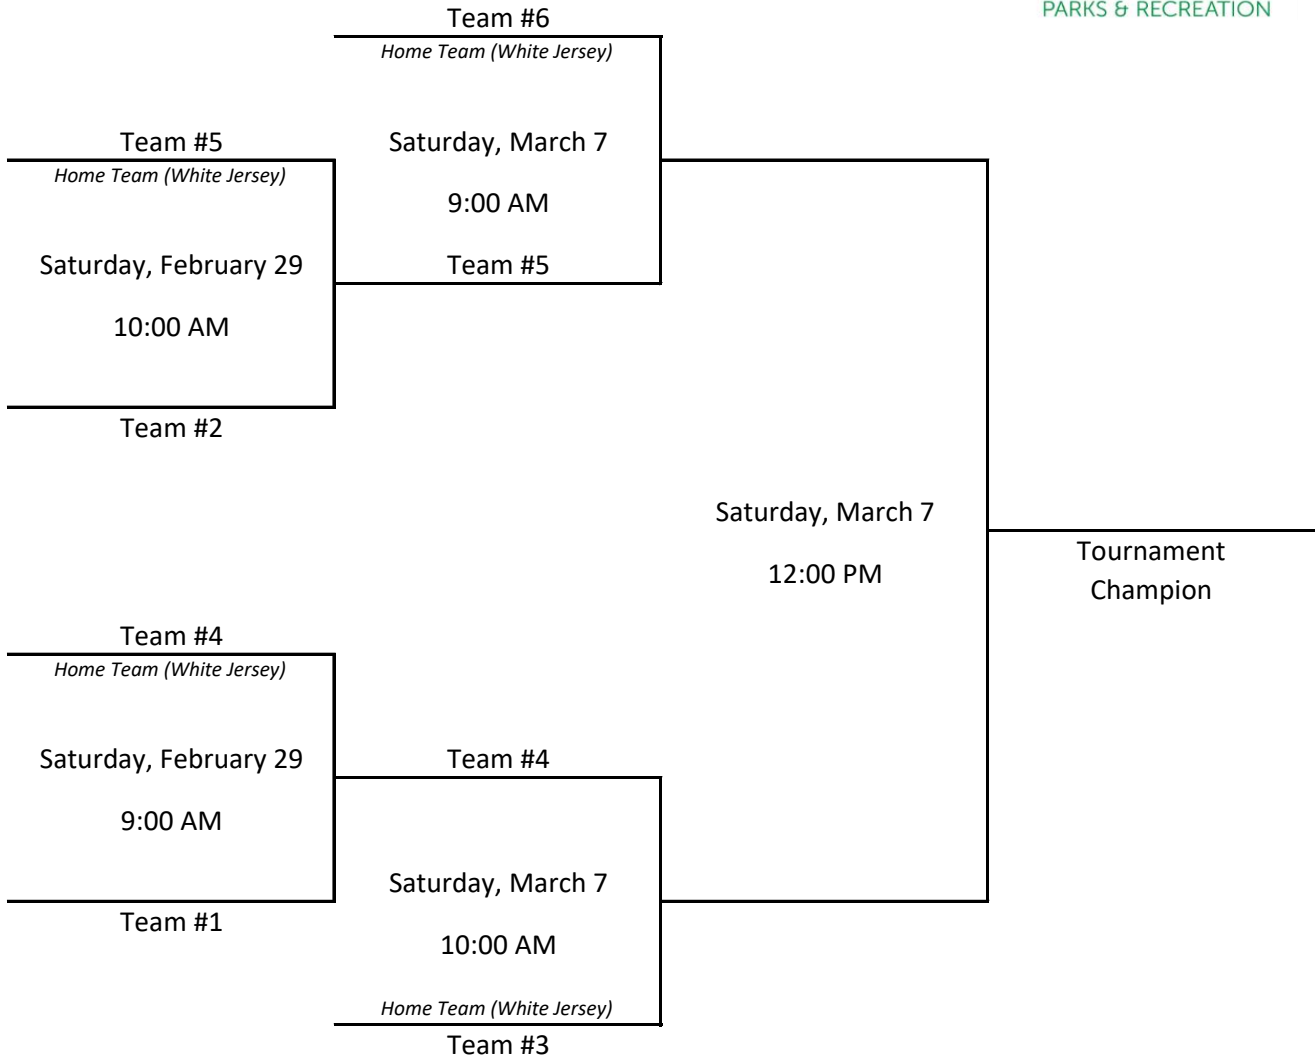 PARKS & RECREATION
Team #6
Home Team (White Jersey)
Team #5
Home Team (White Jersey)
Saturday, March 7
9:00 AM
Saturday, February 29
Team #5
10:00 AM
Team #2
Saturday, March 7
12:00 PM
Tournament
Champion
Team #4
Home Team (White Jersey)
Saturday, February 29
Team #4
9:00 AM
Saturday, March 7
Team #1
10:00 AM
Home Team (White Jersey)
Team #3